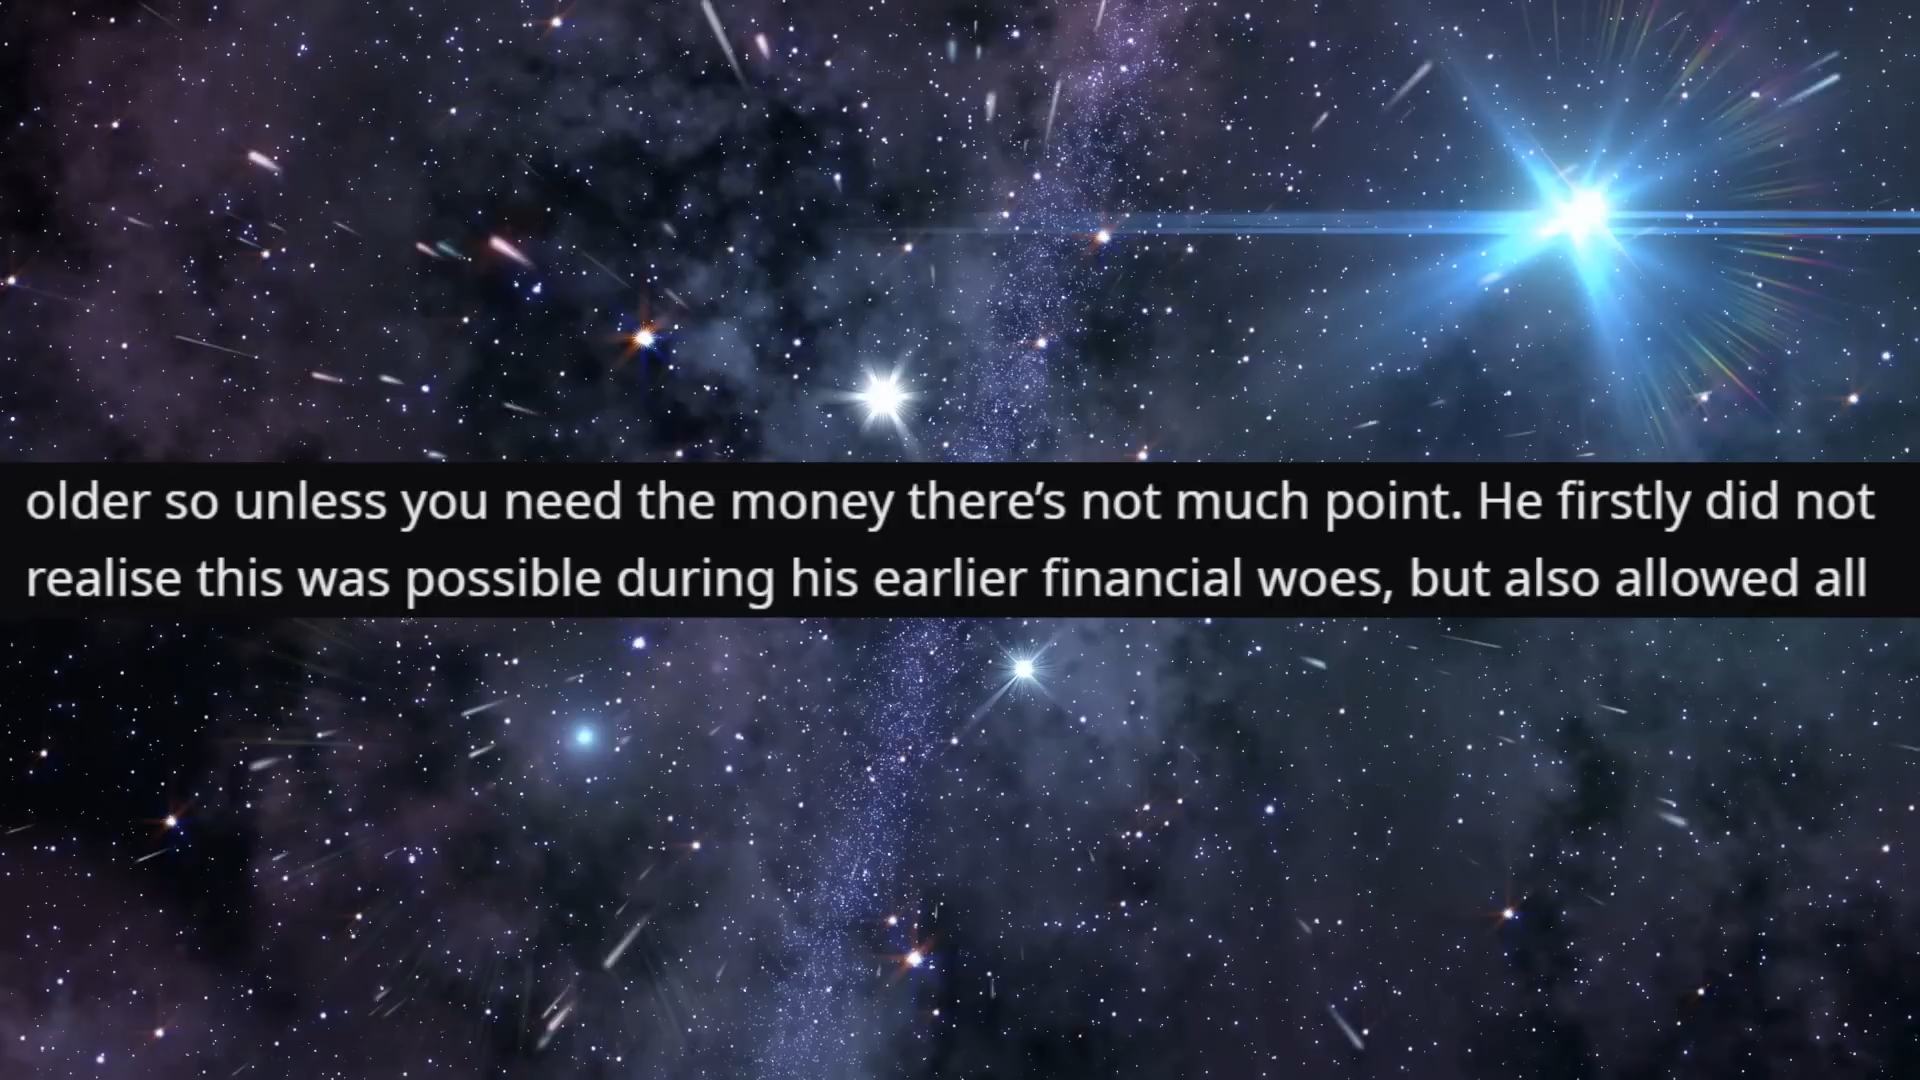 older so unless you need the money there’s not much point. He firstly did not
realise this was possible during his earlier financial woes, but also allowed all